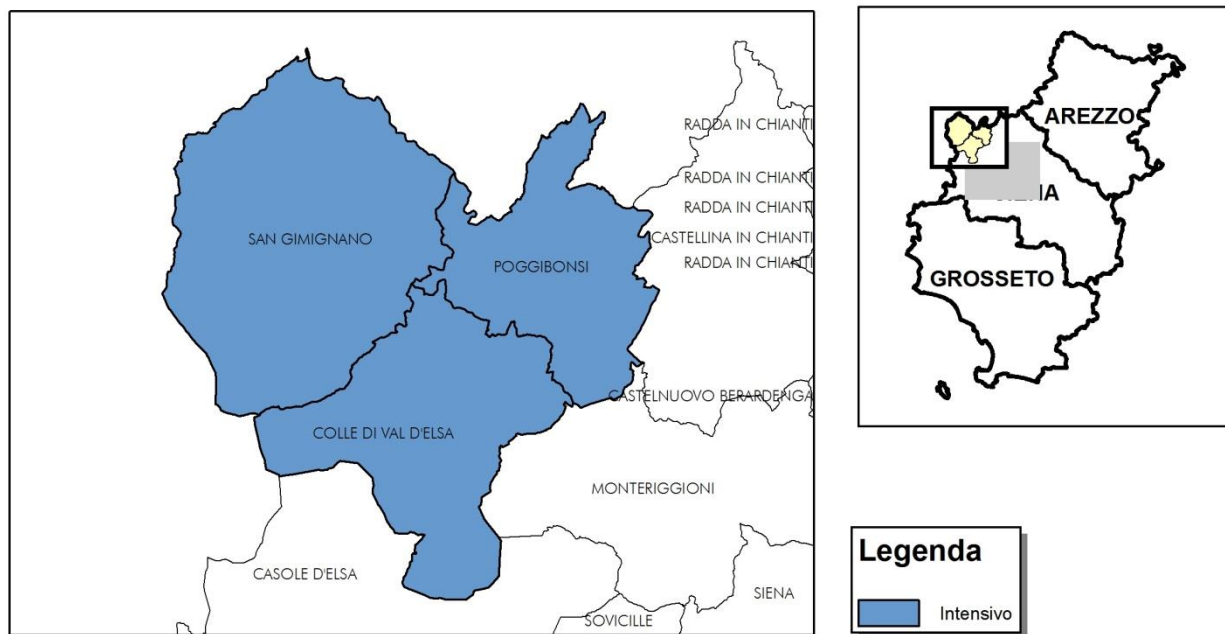 RADDA IN CHIANTI
RADDA IN CHIANTI
RADDA IN CHIANTI
SAN GIMIGNANO
CASTELLINA IN CHIANTI
POGGIBONSI
RADDA IN CHIANTI
CASTELNUOVO BERARDENGA
COLLE DI VAL D'ELSA
MONTERIGGIONI
CASOLE D'ELSA
SIENA
SOVICILLE
AREZZO
GROSSETO
Legenda
Intensivo